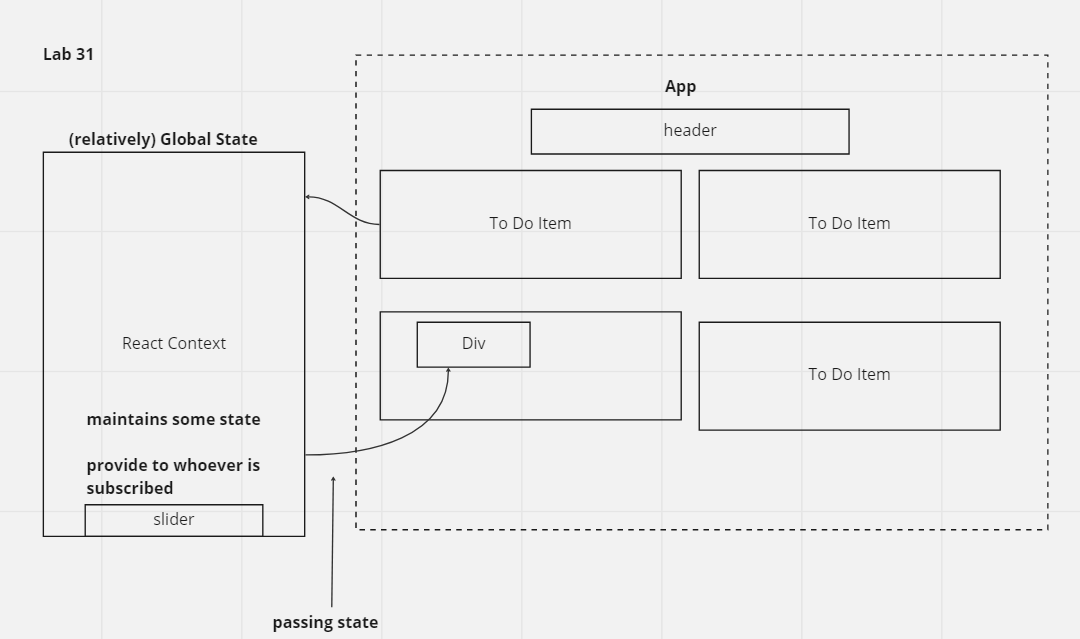 Lab 31
App
header
(relatively) Global State
To Do Item
To Do Item
React Context
Div
To Do Item
maintains some state
provide to whoever is
subscribed
slider
passing state